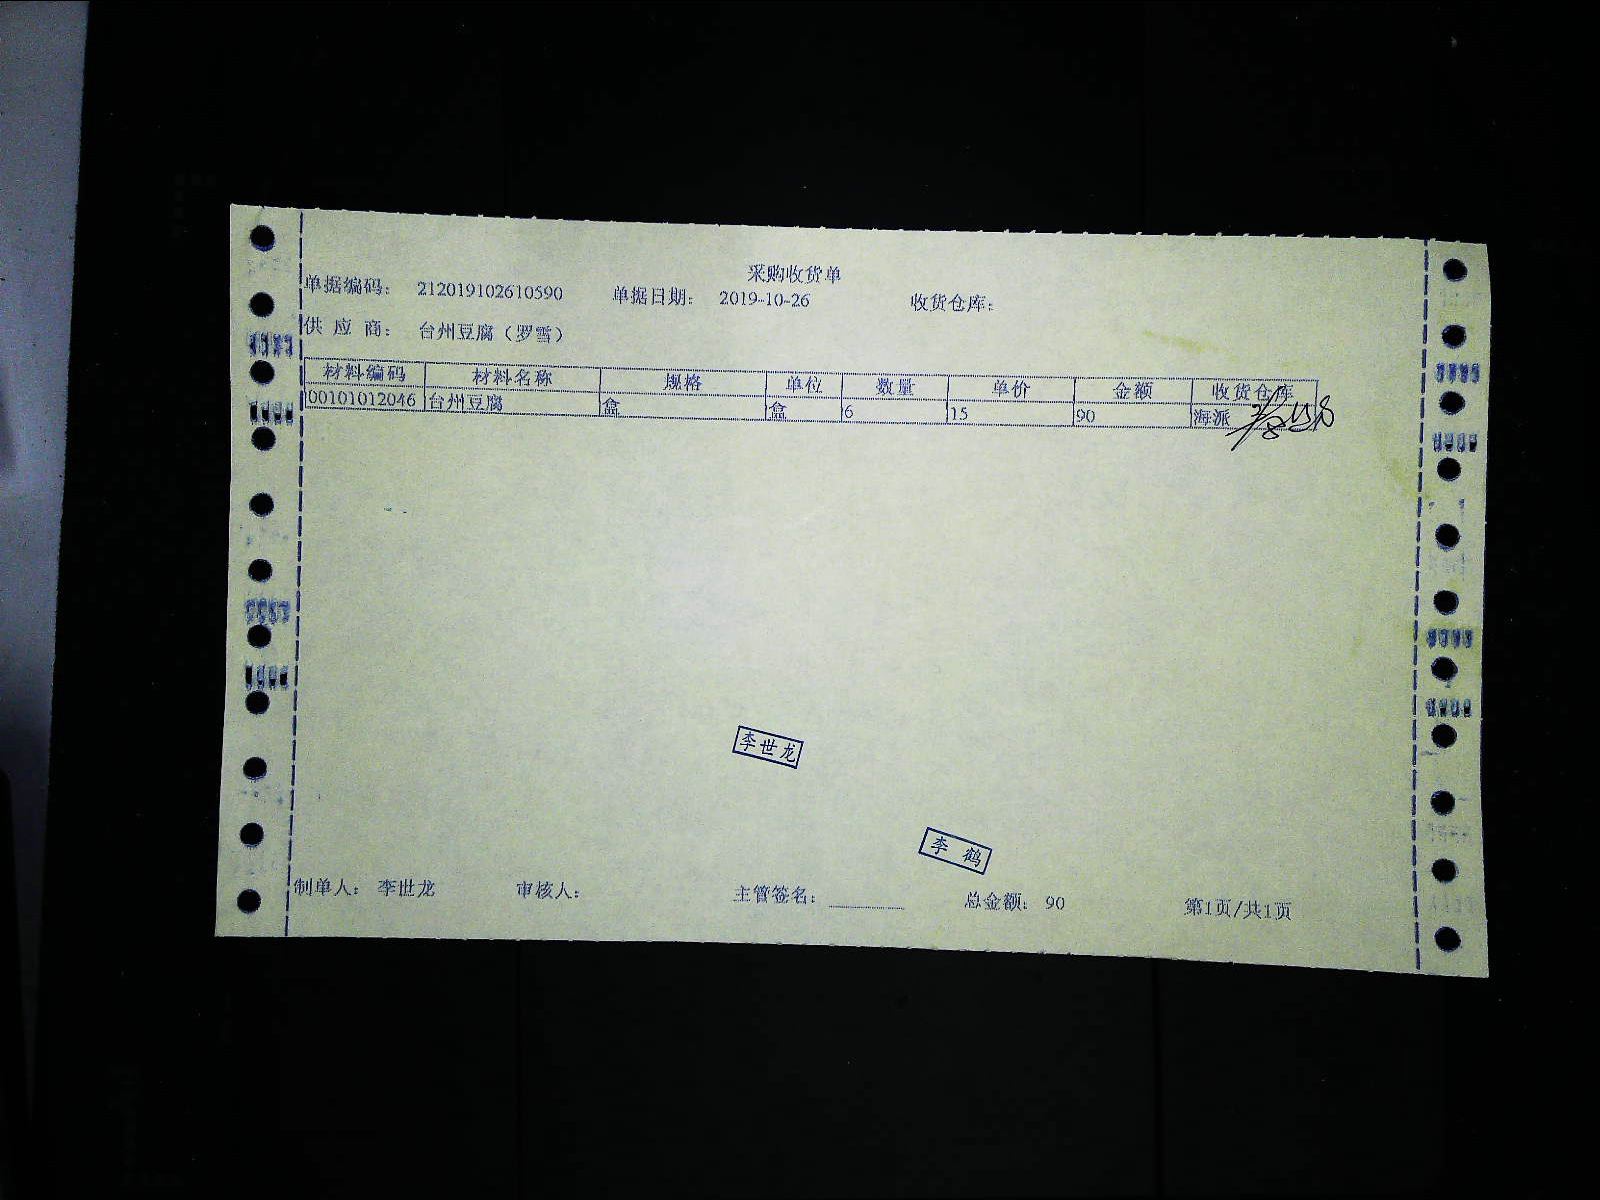 采购收货单
单据编码： 212019102610590 单据日期： 2019-10-26 收货仓库：
供 应 商： 台州豆腐（罗雪）
材料编码 材料名称 规格 单位 数量 单价 金额 收货仓库
00101012046 台州豆腐 盒 盒 6 15 90 海派
李世龙
李 鹤
制单人： 李世龙 审核人： 主管签名： 总金额： 90 第1页/共1页